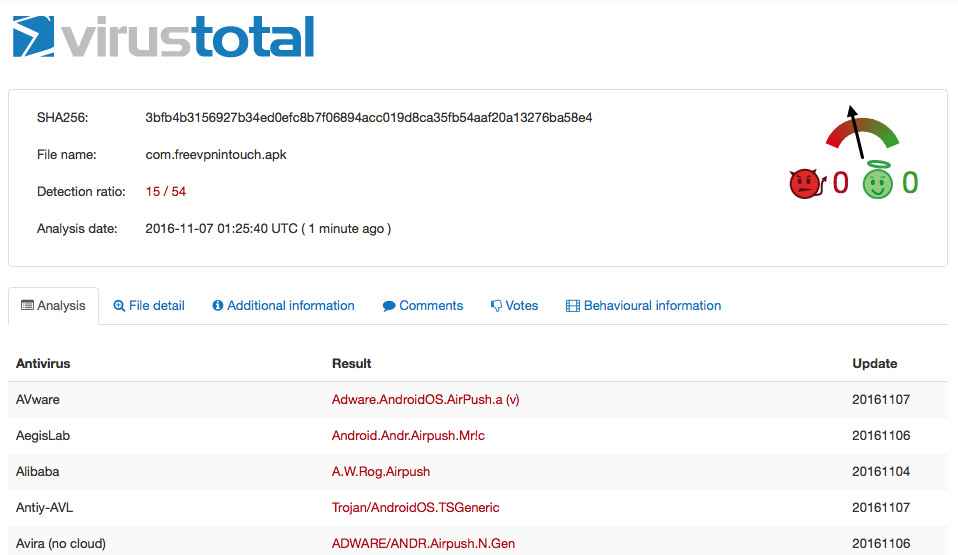 virustotal
SHA256: 3bfb4b3156927b34ed0efc8b7f06894acc019d8ca35fb54aaf20a13276ba58e4
File name: com.freevpnintouch.apk
Detection ratio: 15 / 54
Analysis date: 2016-11-07 01:25:40 UTC ( 1 minute ago )
0 0
Analysis File detail Additional information Comments Votes Behavioural information
Antivirus Result Update
AVware Adware.AndroidOS.AirPush.a (v) 20161107
AegisLab Android.Andr.Airpush.Mr!c 20161106
Alibaba A.W.Rog.Airpush 20161104
Antiy-AVL Trojan/AndroidOS.TSGeneric 20161107
Avira (no cloud) ADWARE/ANDR.Airpush.N.Gen 20161106